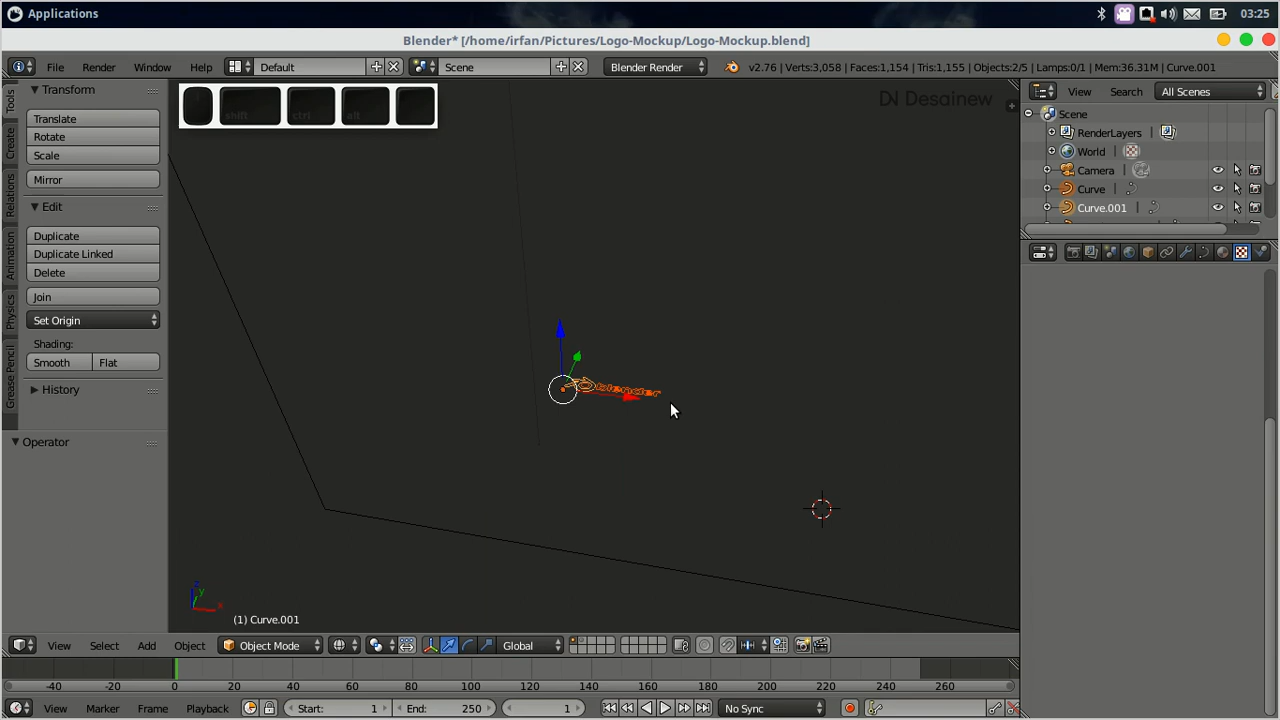 Applications
03:25
Blender* [/home/irfan/Pictures/Logo-Mockup/Logo-Mockup.blend]
File Render Window Help Default Scene Blender Render v2.76 | Verts:3,058 | Faces:1,154 | Tris:1,155 | Objects:2/5 | Lamps:0/1 | Mem:36.31M | Curve.001
Tools
Create
Relations
Animation
Physics
Grease Pencil
Transform
Translate
Rotate
Scale
Mirror
Edit
Duplicate
Duplicate Linked
Delete
Join
Set Origin
Shading:
Smooth Flat
History
Operator
shift ctrl alt
Desainew
blender
z
y
x
(1) Curve.001
View Search All Scenes
Scene
RenderLayers
World
Camera
Curve
Curve.001
View Select Add Object Object Mode Global
-40 -20 0 20 40 60 80 100 120 140 160 180 200 220 240 260
View Marker Frame Playback Start: 1 End: 250 1 No Sync